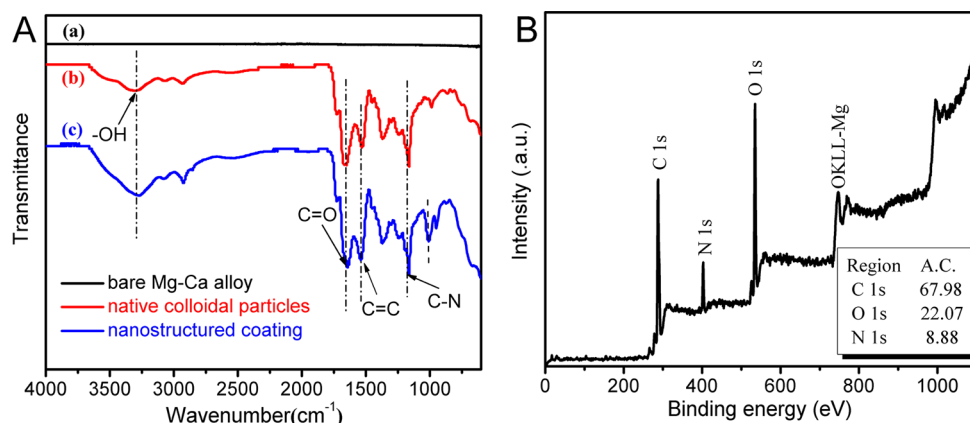 A
(a)
(b)
-OH
(c)
C=O
C=C
C-N
bare Mg-Ca alloy
native colloidal particles
nanostructured coating
Transmittance
4000 3500 3000 2500 2000 1500 1000
Wavenumber(cm⁻¹)
B
O 1s
C 1s
N 1s
OKLL-Mg
Region A.C.
C 1s 67.98
O 1s 22.07
N 1s 8.88
Intensity (.a.u.)
0 200 400 600 800 1000
Binding energy (eV)